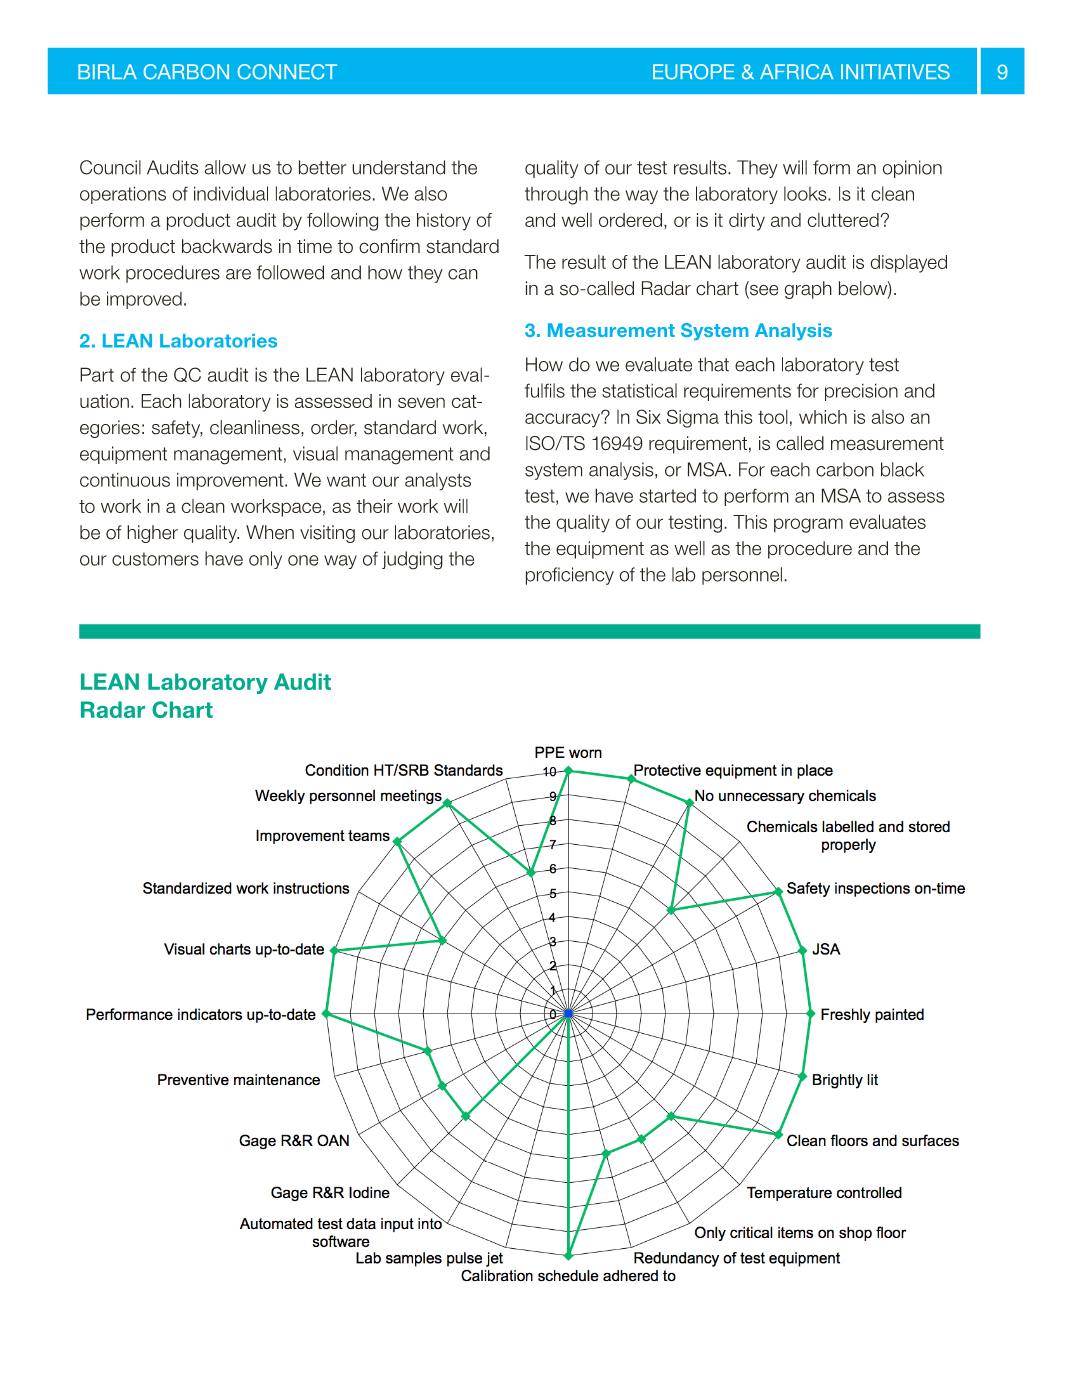 BIRLA CARBON CONNECT
EUROPE & AFRICA INITIATIVES
9
Council Audits allow us to better understand the
operations of individual laboratories. We also
perform a product audit by following the history of
the product backwards in time to confirm standard
work procedures are followed and how they can
be improved.
2. LEAN Laboratories
Part of the QC audit is the LEAN laboratory eval-
uation. Each laboratory is assessed in seven cat-
egories: safety, cleanliness, order, standard work,
equipment management, visual management and
continuous improvement. We want our analysts
to work in a clean workspace, as their work will
be of higher quality. When visiting our laboratories,
our customers have only one way of judging the
quality of our test results. They will form an opinion
through the way the laboratory looks. Is it clean
and well ordered, or is it dirty and cluttered?
The result of the LEAN laboratory audit is displayed
in a so-called Radar chart (see graph below).
3. Measurement System Analysis
How do we evaluate that each laboratory test
fulfils the statistical requirements for precision and
accuracy? In Six Sigma this tool, which is also an
ISO/TS 16949 requirement, is called measurement
system analysis, or MSA. For each carbon black
test, we have started to perform an MSA to assess
the quality of our testing. This program evaluates
the equipment as well as the procedure and the
proficiency of the lab personnel.
LEAN Laboratory Audit
Radar Chart
PPE worn
Protective equipment in place
No unnecessary chemicals
Chemicals labelled and stored
properly
Safety inspections on-time
JSA
Freshly painted
Brightly lit
Clean floors and surfaces
Temperature controlled
Only critical items on shop floor
Redundancy of test equipment
Calibration schedule adhered to
Lab samples pulse jet
Automated test data input into
software
Gage R&R Iodine
Gage R&R OAN
Preventive maintenance
Performance indicators up-to-date
Visual charts up-to-date
Standardized work instructions
Improvement teams
Weekly personnel meetings
Condition HT/SRB Standards
10
9
8
7
6
5
4
3
2
1
0